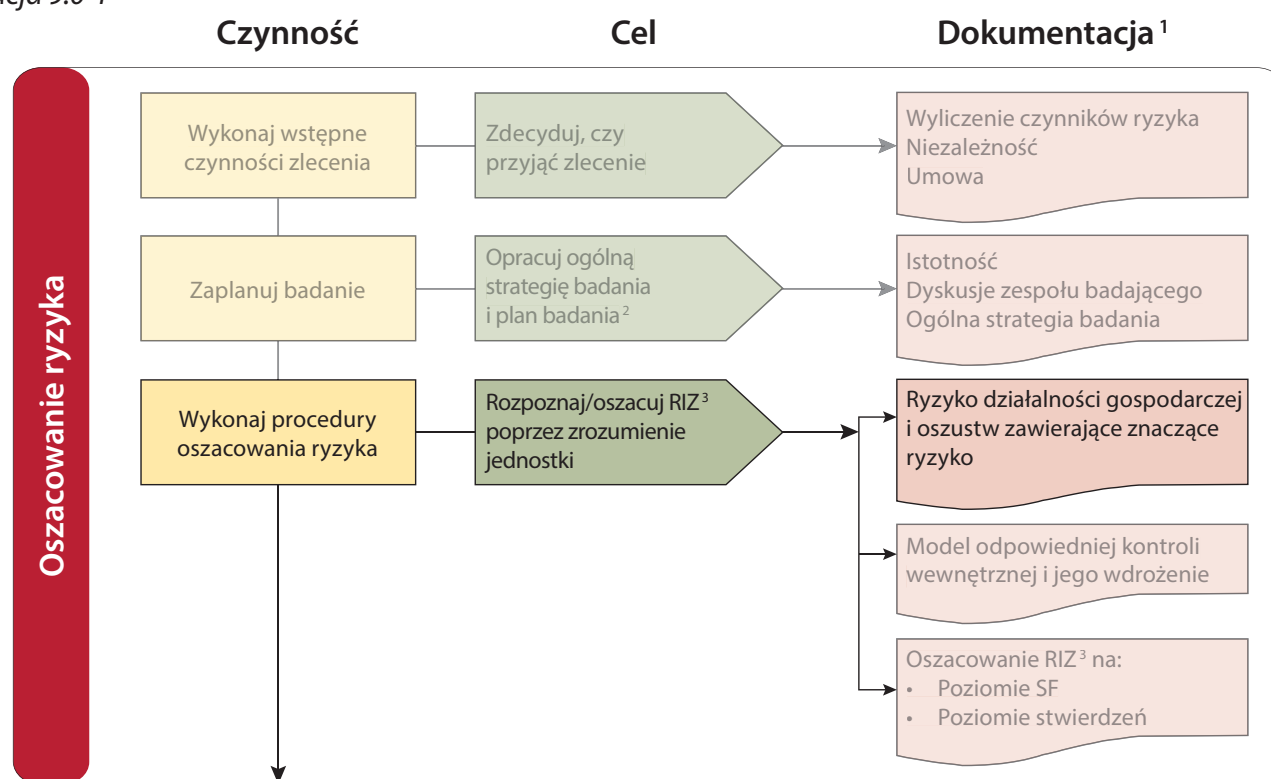 Czynność
Cel
Dokumentacja 1
Oszacowanie ryzyka
Wykonaj wstępne
czynności zlecenia
Zdecyduj, czy
przyjąć zlecenie
Wyliczenie czynników ryzyka
Niezależność
Umowa
Zaplanuj badanie
Opracuj ogólną
strategię badania
i plan badania 2
Istotność
Dyskusje zespołu badającego
Ogólna strategia badania
Wykonaj procedury
oszacowania ryzyka
Rozpoznaj/oszacuj RIZ 3
poprzez zrozumienie
jednostki
Ryzyko działalności gospodarczej
i oszustw zawierające znaczące
ryzyko
Model odpowiedniej kontroli
wewnętrznej i jego wdrożenie
Oszacowanie RIZ 3 na:
• Poziomie SF
• Poziomie stwierdzeń